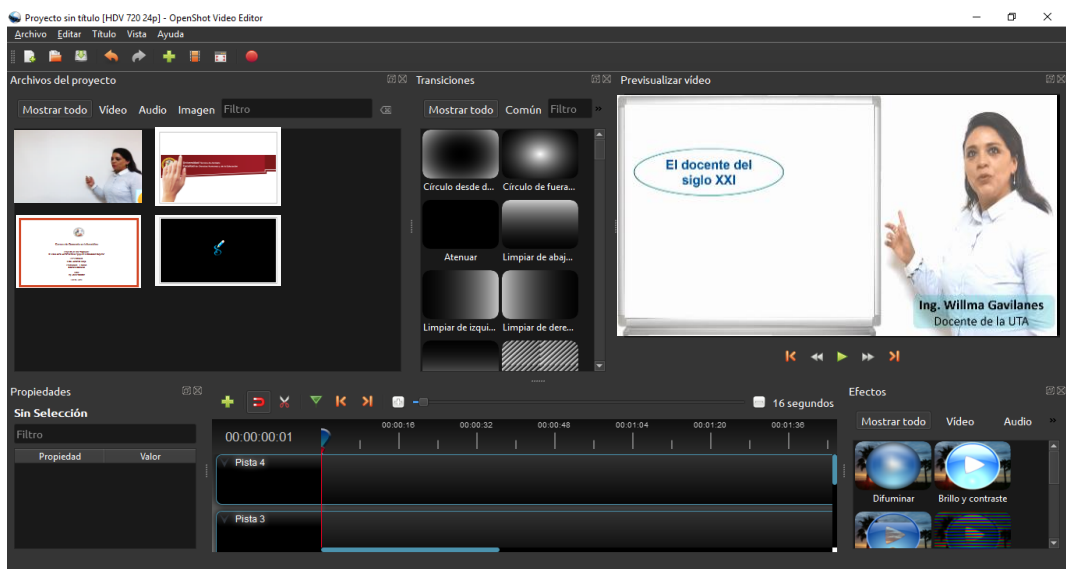 Proyecto sin título [HDV 720 24p] - OpenShot Video Editor
Archivo Editar Título Vista Ayuda
Archivos del proyecto
Mostrar todo Vídeo Audio Imagen Filtro
Transiciones
Mostrar todo Común Filtro »
Círculo desde d... Círculo de fuera...
Atenuar Limpiar de abaj...
Limpiar de izqui... Limpiar de dere...
Previsualizar vídeo
El docente del
siglo XXI
Ing. Willma Gavilanes
Docente de la UTA
Propiedades
Sin Selección
Filtro
Propiedad Valor
16 segundos
00:00:00:01
00:00:16 00:00:32 00:00:48 00:01:04 00:01:20 00:01:36
Pista 4
Pista 3
Efectos
Mostrar todo Vídeo Audio »
Difuminar Brillo y contraste